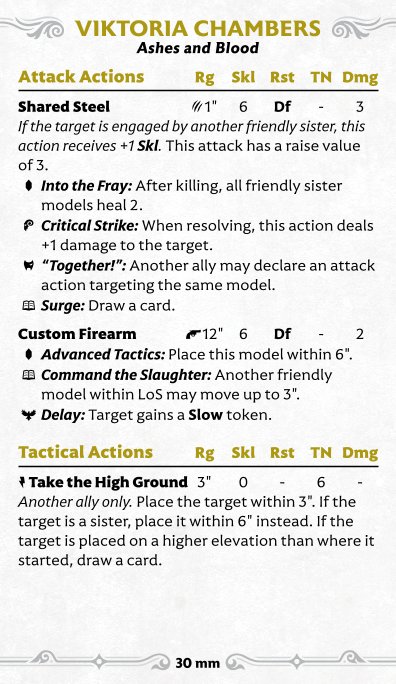 VIKTORIA CHAMBERS
Ashes and Blood
Attack Actions Rg Skl Rst TN Dmg
Shared Steel 1" 6 Df - 3
If the target is engaged by another friendly sister, this
action receives +1 Skl. This attack has a raise value
of 3.
Into the Fray: After killing, all friendly sister
models heal 2.
Critical Strike: When resolving, this action deals
+1 damage to the target.
"Together!": Another ally may declare an attack
action targeting the same model.
Surge: Draw a card.
Custom Firearm 12" 6 Df - 2
Advanced Tactics: Place this model within 6".
Command the Slaughter: Another friendly
model within LoS may move up to 3".
Delay: Target gains a Slow token.
Tactical Actions Rg Skl Rst TN Dmg
Take the High Ground 3" 0 - 6 -
Another ally only. Place the target within 3". If the
target is a sister, place it within 6" instead. If the
target is placed on a higher elevation than where it
started, draw a card.
30 mm